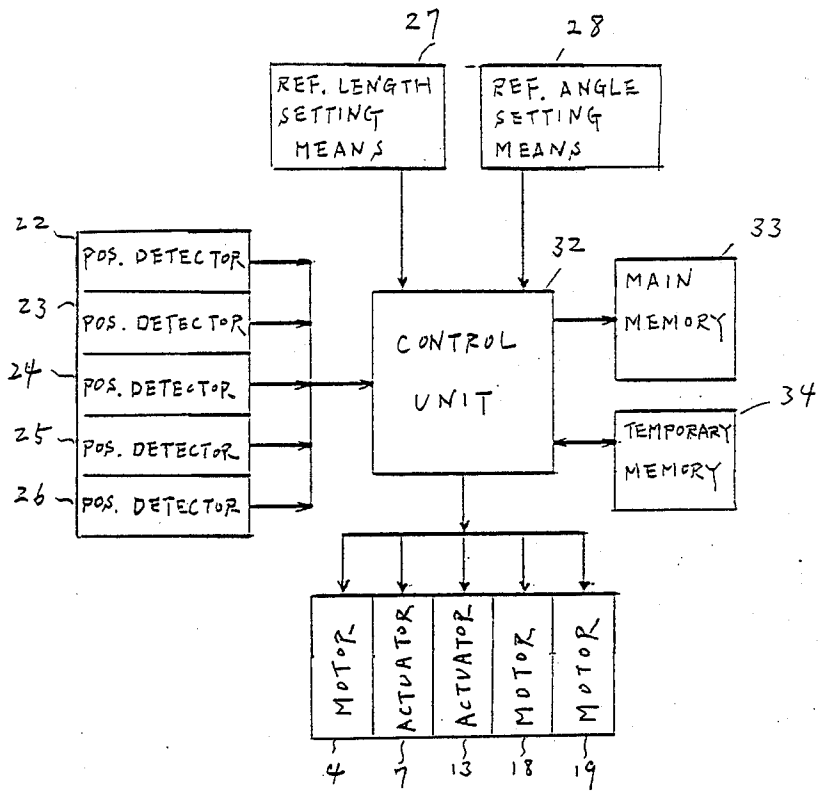 27
28
REF. LENGTH
SETTING
MEANS
REF. ANGLE
SETTING
MEANS
22
POS. DETECTOR
23
POS. DETECTOR
24
POS. DETECTOR
25
POS. DETECTOR
26
POS. DETECTOR
32
CONTROL
UNIT
33
MAIN
MEMORY
34
TEMPORARY
MEMORY
MOTOR
ACTUATOR
ACTUATOR
MOTOR
MOTOR
4
7
13
18
19